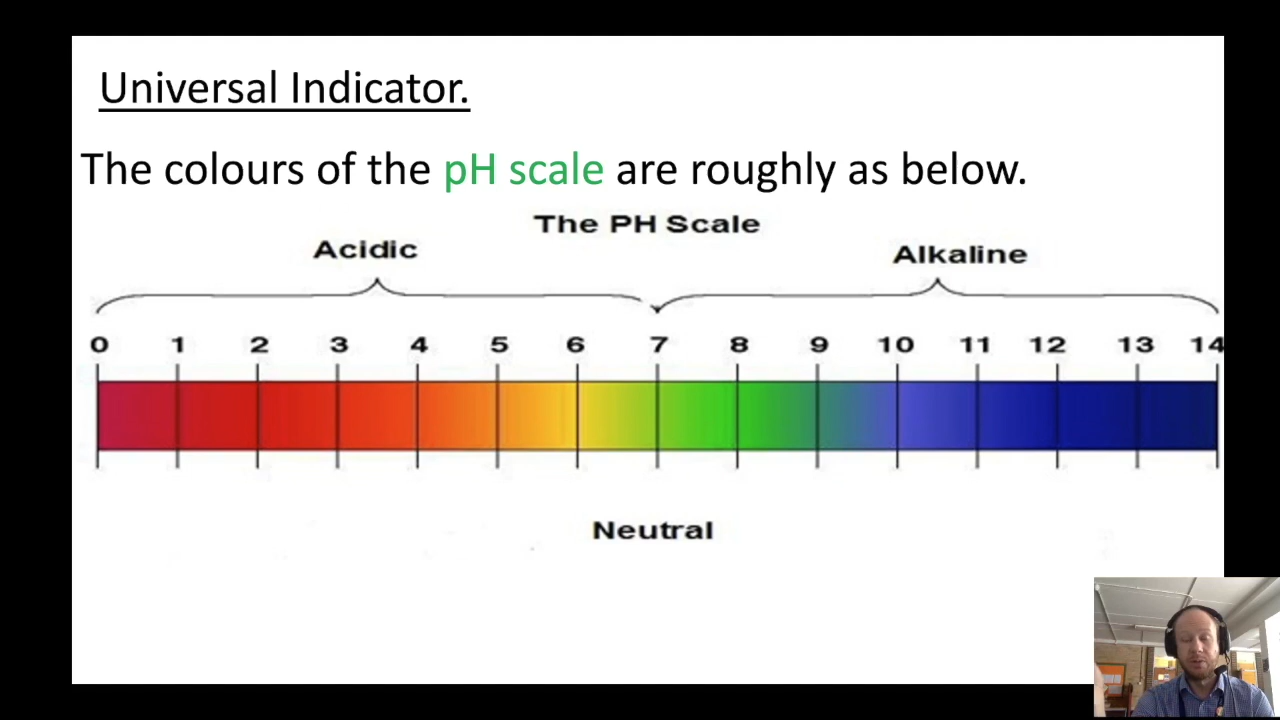 Universal Indicator.
The colours of the pH scale are roughly as below.
The PH Scale
Acidic
Alkaline
0 1 2 3 4 5 6 7 8 9 10 11 12 13 14
Neutral